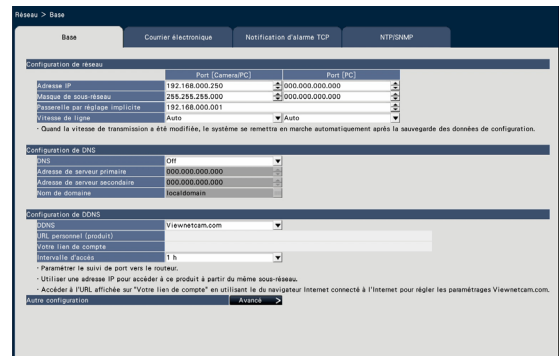 Réseau > Base
Base Courrier électronique Notification d'alarme TCP NTP/SNMP
Configuration de réseau
Port (Camera/PC) Port (PC)
Adresse IP 192.168.000.250 000.000.000.000
Masque de sous-réseau 255.255.255.000 000.000.000.000
Passerelle par réglage implicite 192.168.000.001
Vitesse de ligne Auto Auto
· Quand la vitesse de transmission a été modifiée, le système se remettra en marche automatiquement après la sauvegarde des données de configuration.
Configuration de DNS
DNS Off
Adresse de serveur primaire 000.000.000.000
Adresse de serveur secondaire 000.000.000.000
Nom de domaine localdomain
Configuration de DDNS
DDNS Viewnetcam.com
URL personnel (produit)
Votre lien de compte
Intervalle d'accès 1 h
· Paramétrer le suivi de port vers le routeur.
· Utiliser une adresse IP pour accéder à ce produit à partir du même sous-réseau.
· Accéder à l'URL affichée sur "Votre lien de compte" en utilisant le du navigateur Internet connecté à l'Internet pour régler les paramétrages Viewnetcam.com.
Autre configuration Avancé >